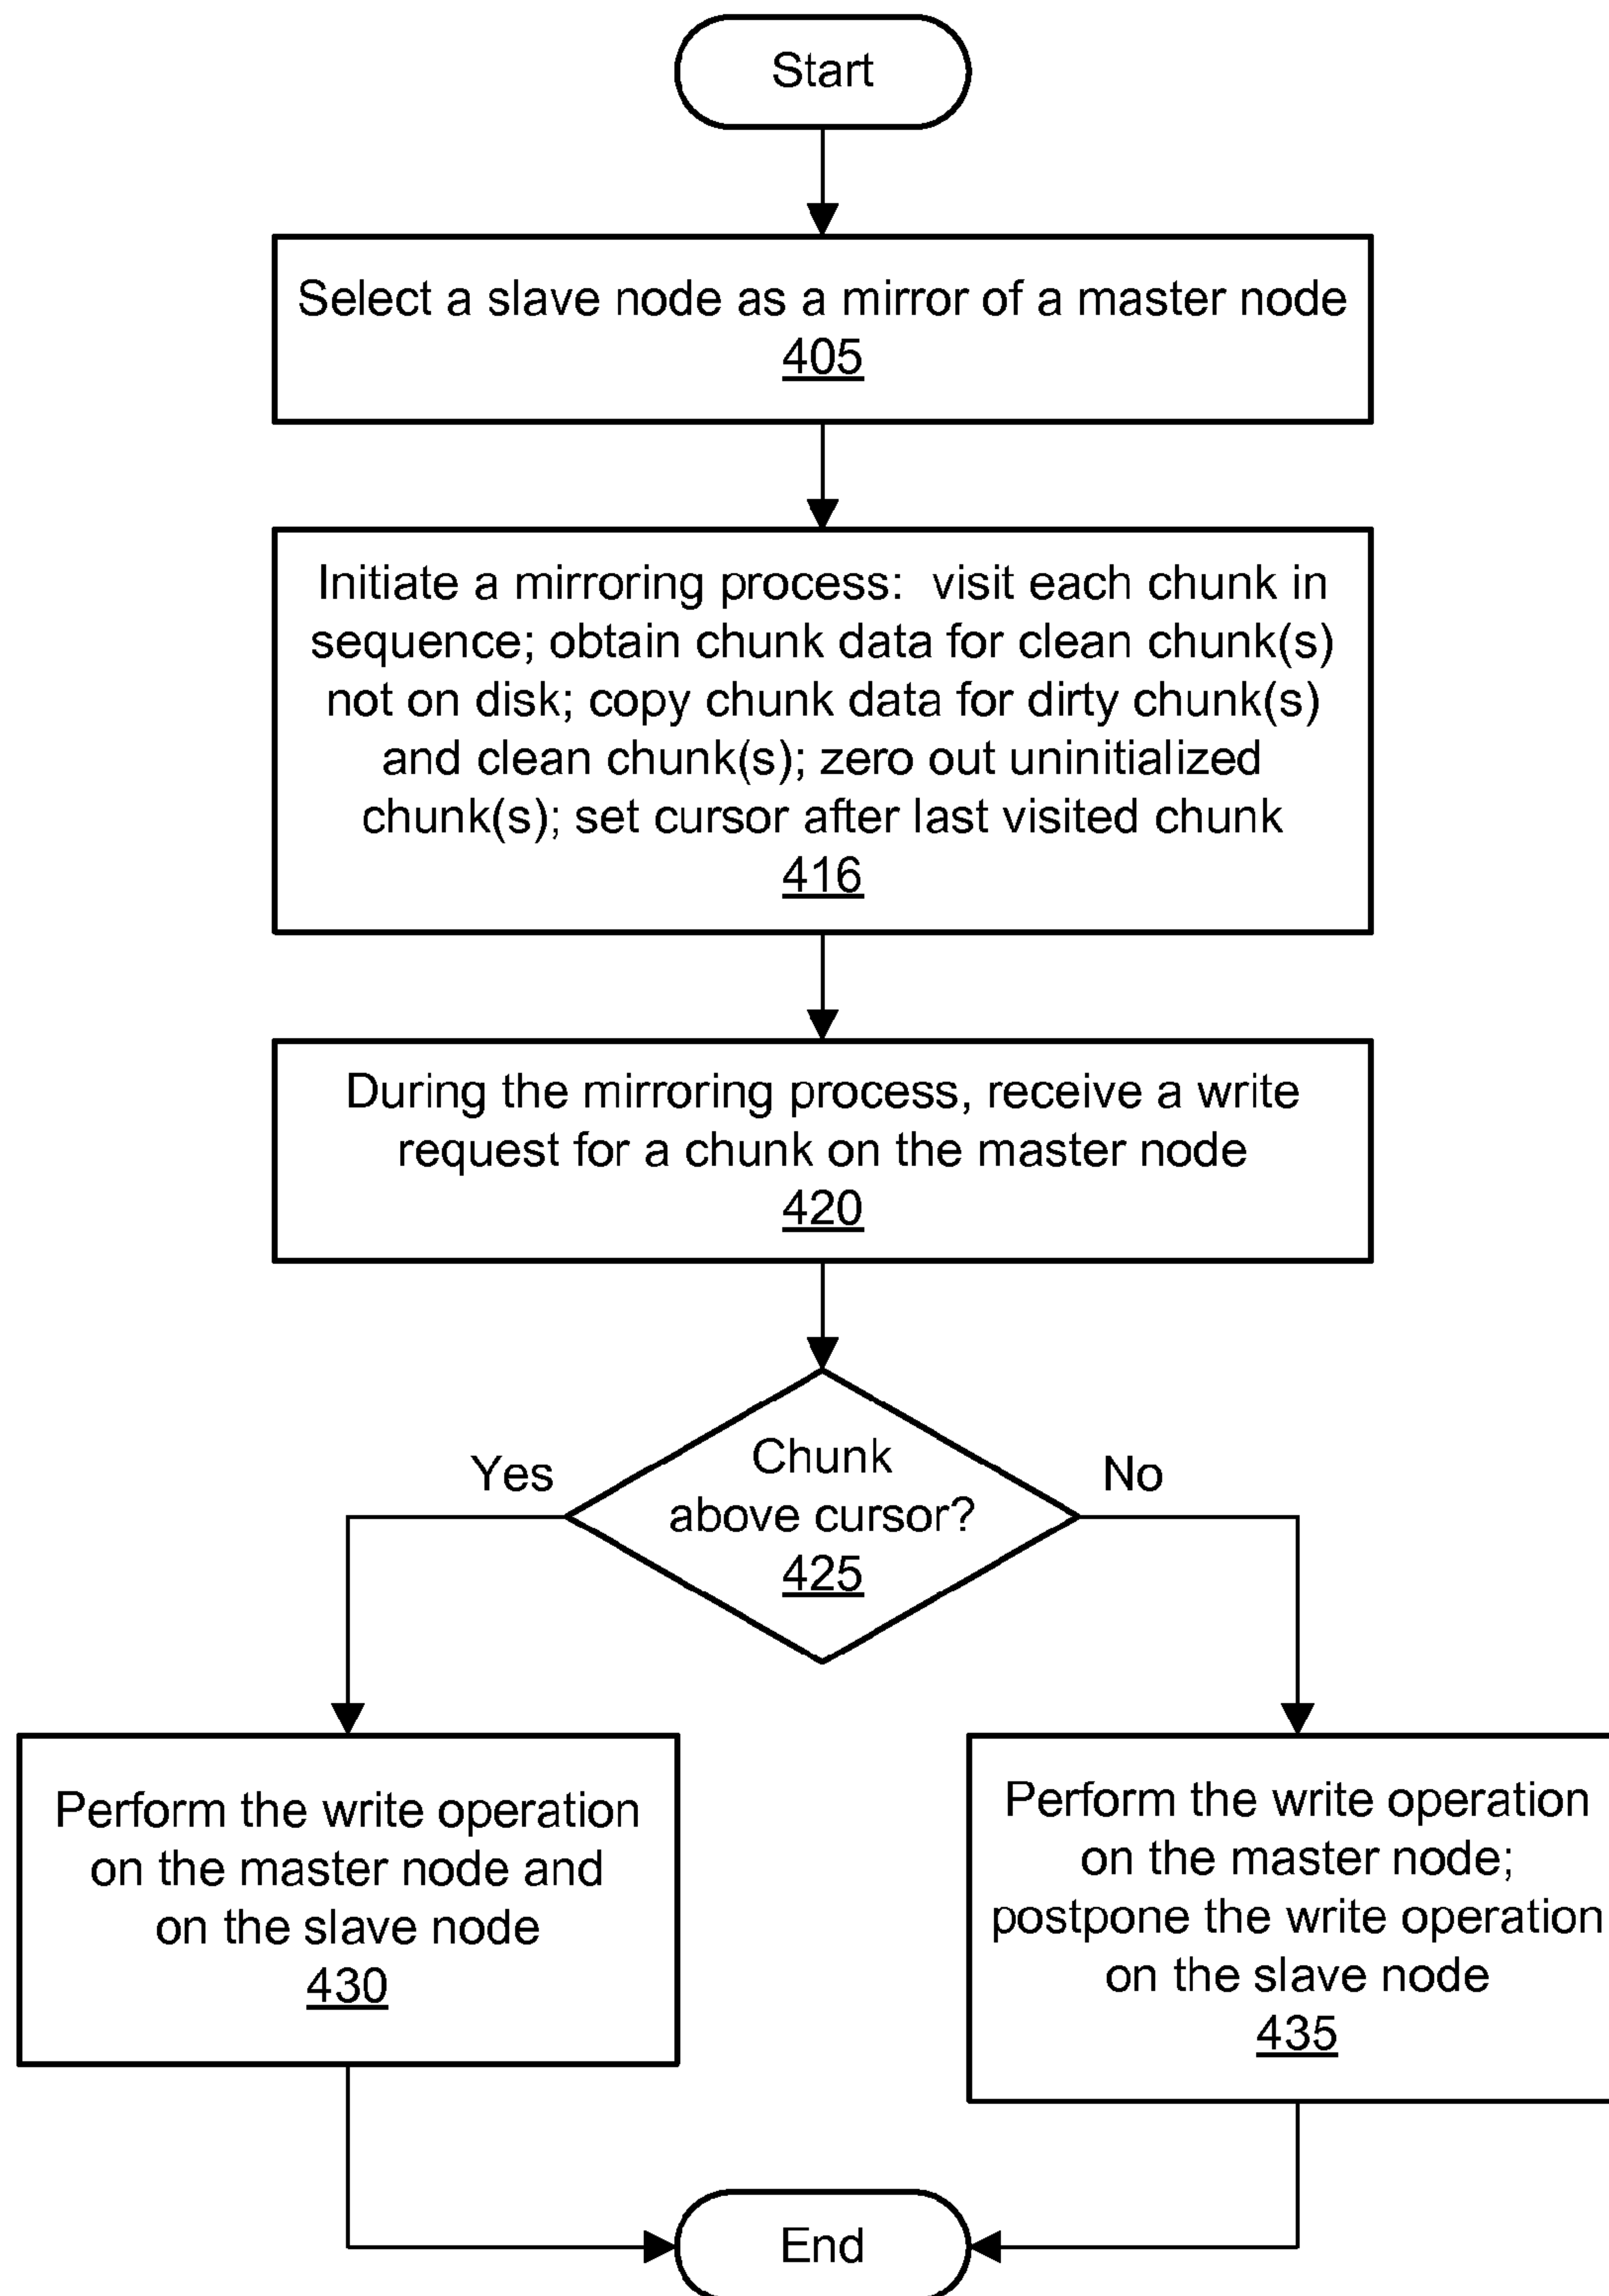 Start
Select a slave node as a mirror of a master node
405
Initiate a mirroring process: visit each chunk in
sequence; obtain chunk data for clean chunk(s)
not on disk; copy chunk data for dirty chunk(s)
and clean chunk(s); zero out uninitialized
chunk(s); set cursor after last visited chunk
416
During the mirroring process, receive a write
request for a chunk on the master node
420
Chunk
above cursor?
425
Yes
No
Perform the write operation
on the master node and
on the slave node
430
Perform the write operation
on the master node;
postpone the write operation
on the slave node
435
End